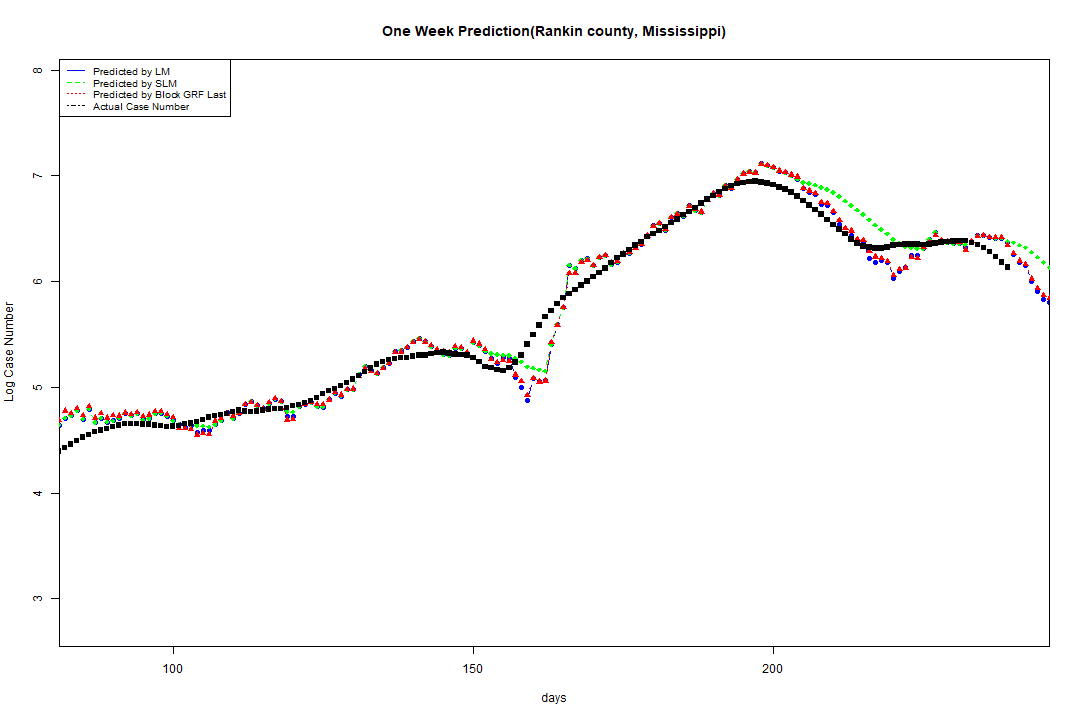 One Week Prediction(Rankin county, Mississippi)
Predicted by LM
Predicted by SLM
Predicted by Block GRF Last
Actual Case Number
8
7
6
5
4
3
Log Case Number
100 150 200
days